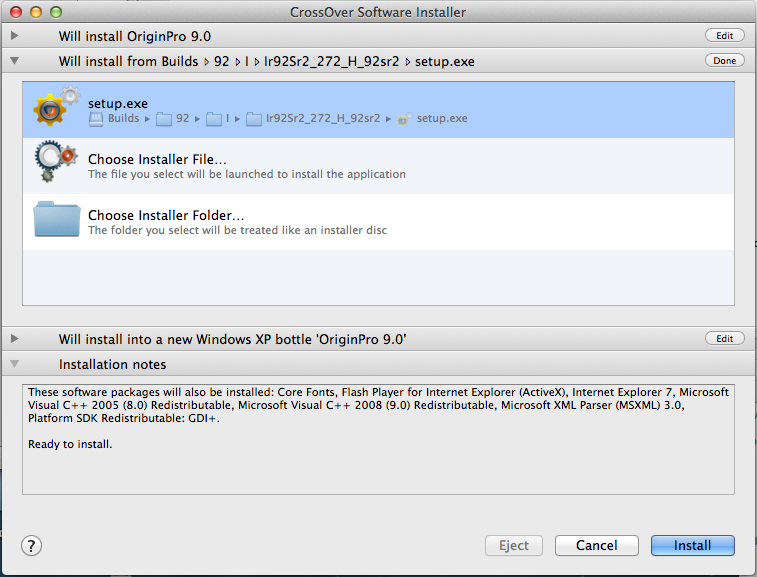 CrossOver Software Installer
Will install OriginPro 9.0 Edit
Will install from Builds ▹ 92 ▹ I ▹ Ir92Sr2_272_H_92sr2 ▹ setup.exe Done
setup.exe
Builds ▸ 92 ▸ I ▸ Ir92Sr2_272_H_92sr2 ▸ setup.exe
Choose Installer File...
The file you select will be launched to install the application
Choose Installer Folder...
The folder you select will be treated like an installer disc
Will install into a new Windows XP bottle 'OriginPro 9.0' Edit
Installation notes
These software packages will also be installed: Core Fonts, Flash Player for Internet Explorer (ActiveX), Internet Explorer 7, Microsoft
Visual C++ 2005 (8.0) Redistributable, Microsoft Visual C++ 2008 (9.0) Redistributable, Microsoft XML Parser (MSXML) 3.0,
Platform SDK Redistributable: GDI+.
Ready to install.
? Eject Cancel Install